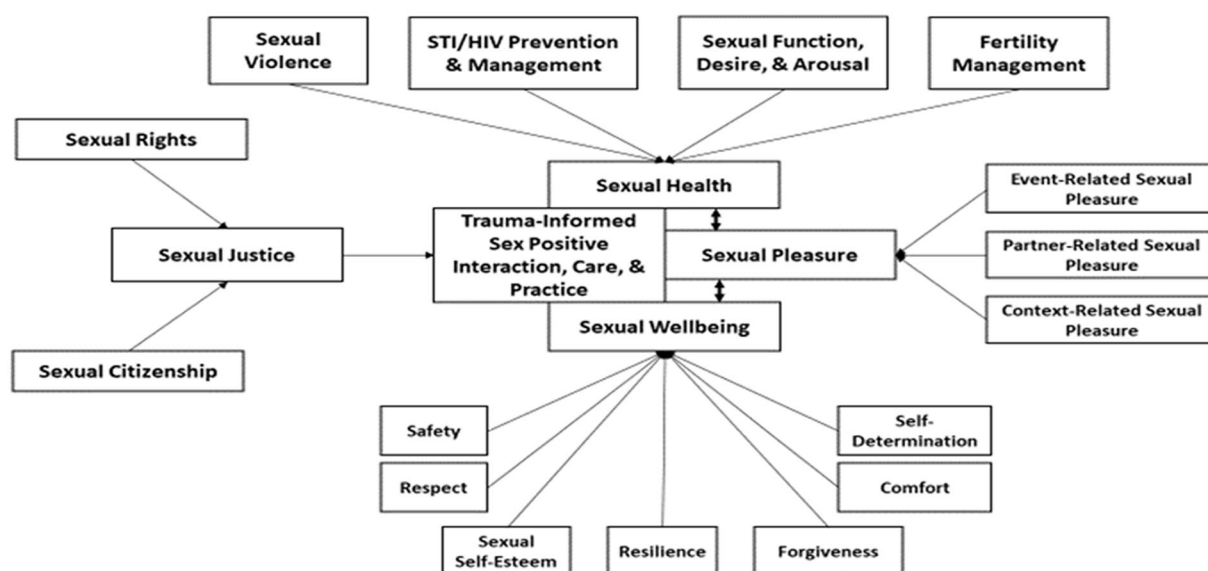 Sexual
Violence
STI/HIV Prevention
& Management
Sexual Function,
Desire, & Arousal
Fertility
Management
Sexual Rights
Sexual Health
Event-Related Sexual
Pleasure
Trauma-Informed
Sex Positive
Interaction, Care, &
Practice
Sexual Justice
Sexual Pleasure
Partner-Related Sexual
Pleasure
Context-Related Sexual
Pleasure
Sexual Wellbeing
Sexual Citizenship
Safety
Self-
Determination
Respect
Comfort
Sexual
Self-Esteem
Resilience
Forgiveness